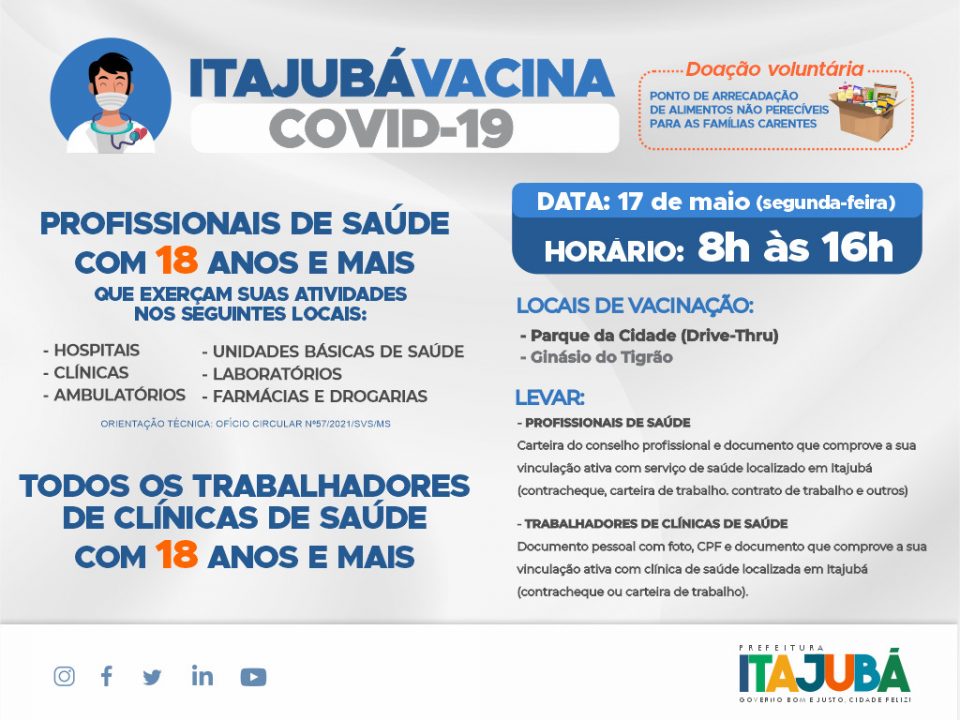 ITAJUBÁVACINA
COVID-19
Doação voluntária
PONTO DE ARRECADAÇÃO
DE ALIMENTOS NÃO PERECÍVEIS
PARA AS FAMÍLIAS CARENTES
PROFISSIONAIS DE SAÚDE
COM 18 ANOS E MAIS
QUE EXERÇAM SUAS ATIVIDADES
NOS SEGUINTES LOCAIS:
- HOSPITAIS
- CLÍNICAS
- AMBULATÓRIOS
- UNIDADES BÁSICAS DE SAÚDE
- LABORATÓRIOS
- FARMÁCIAS E DROGARIAS
ORIENTAÇÃO TÉCNICA: OFÍCIO CIRCULAR Nº57/2021/SVS/MS
TODOS OS TRABALHADORES
DE CLÍNICAS DE SAÚDE
COM 18 ANOS E MAIS
DATA: 17 de maio (segunda-feira)
HORÁRIO: 8h às 16h
LOCAIS DE VACINAÇÃO:
- Parque da Cidade (Drive-Thru)
- Ginásio do Tigrão
LEVAR:
- PROFISSIONAIS DE SAÚDE
Carteira do conselho profissional e documento que comprove a sua
vinculação ativa com serviço de saúde localizado em Itajubá
(contracheque, carteira de trabalho. contrato de trabalho e outros)
- TRABALHADORES DE CLÍNICAS DE SAÚDE
Documento pessoal com foto, CPF e documento que comprove a sua
vinculação ativa com clínica de saúde localizada em Itajubá
(contracheque ou carteira de trabalho).
PREFEITURA
ITAJUBÁ
GOVERNO BOM E JUSTO, CIDADE FELIZ!